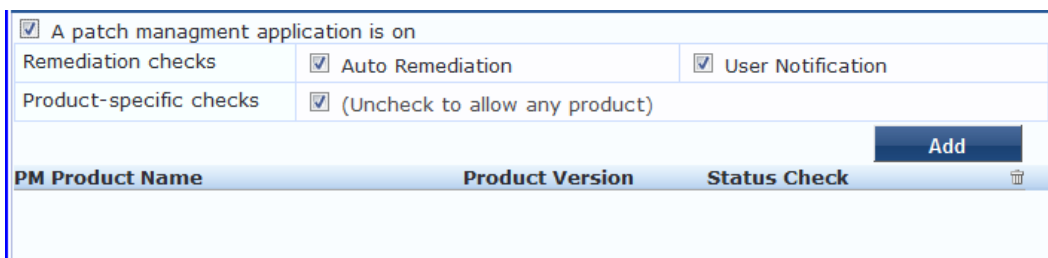 A patch managment application is on
Remediation checks Auto Remediation User Notification
Product-specific checks (Uncheck to allow any product)
Add
PM Product Name Product Version Status Check